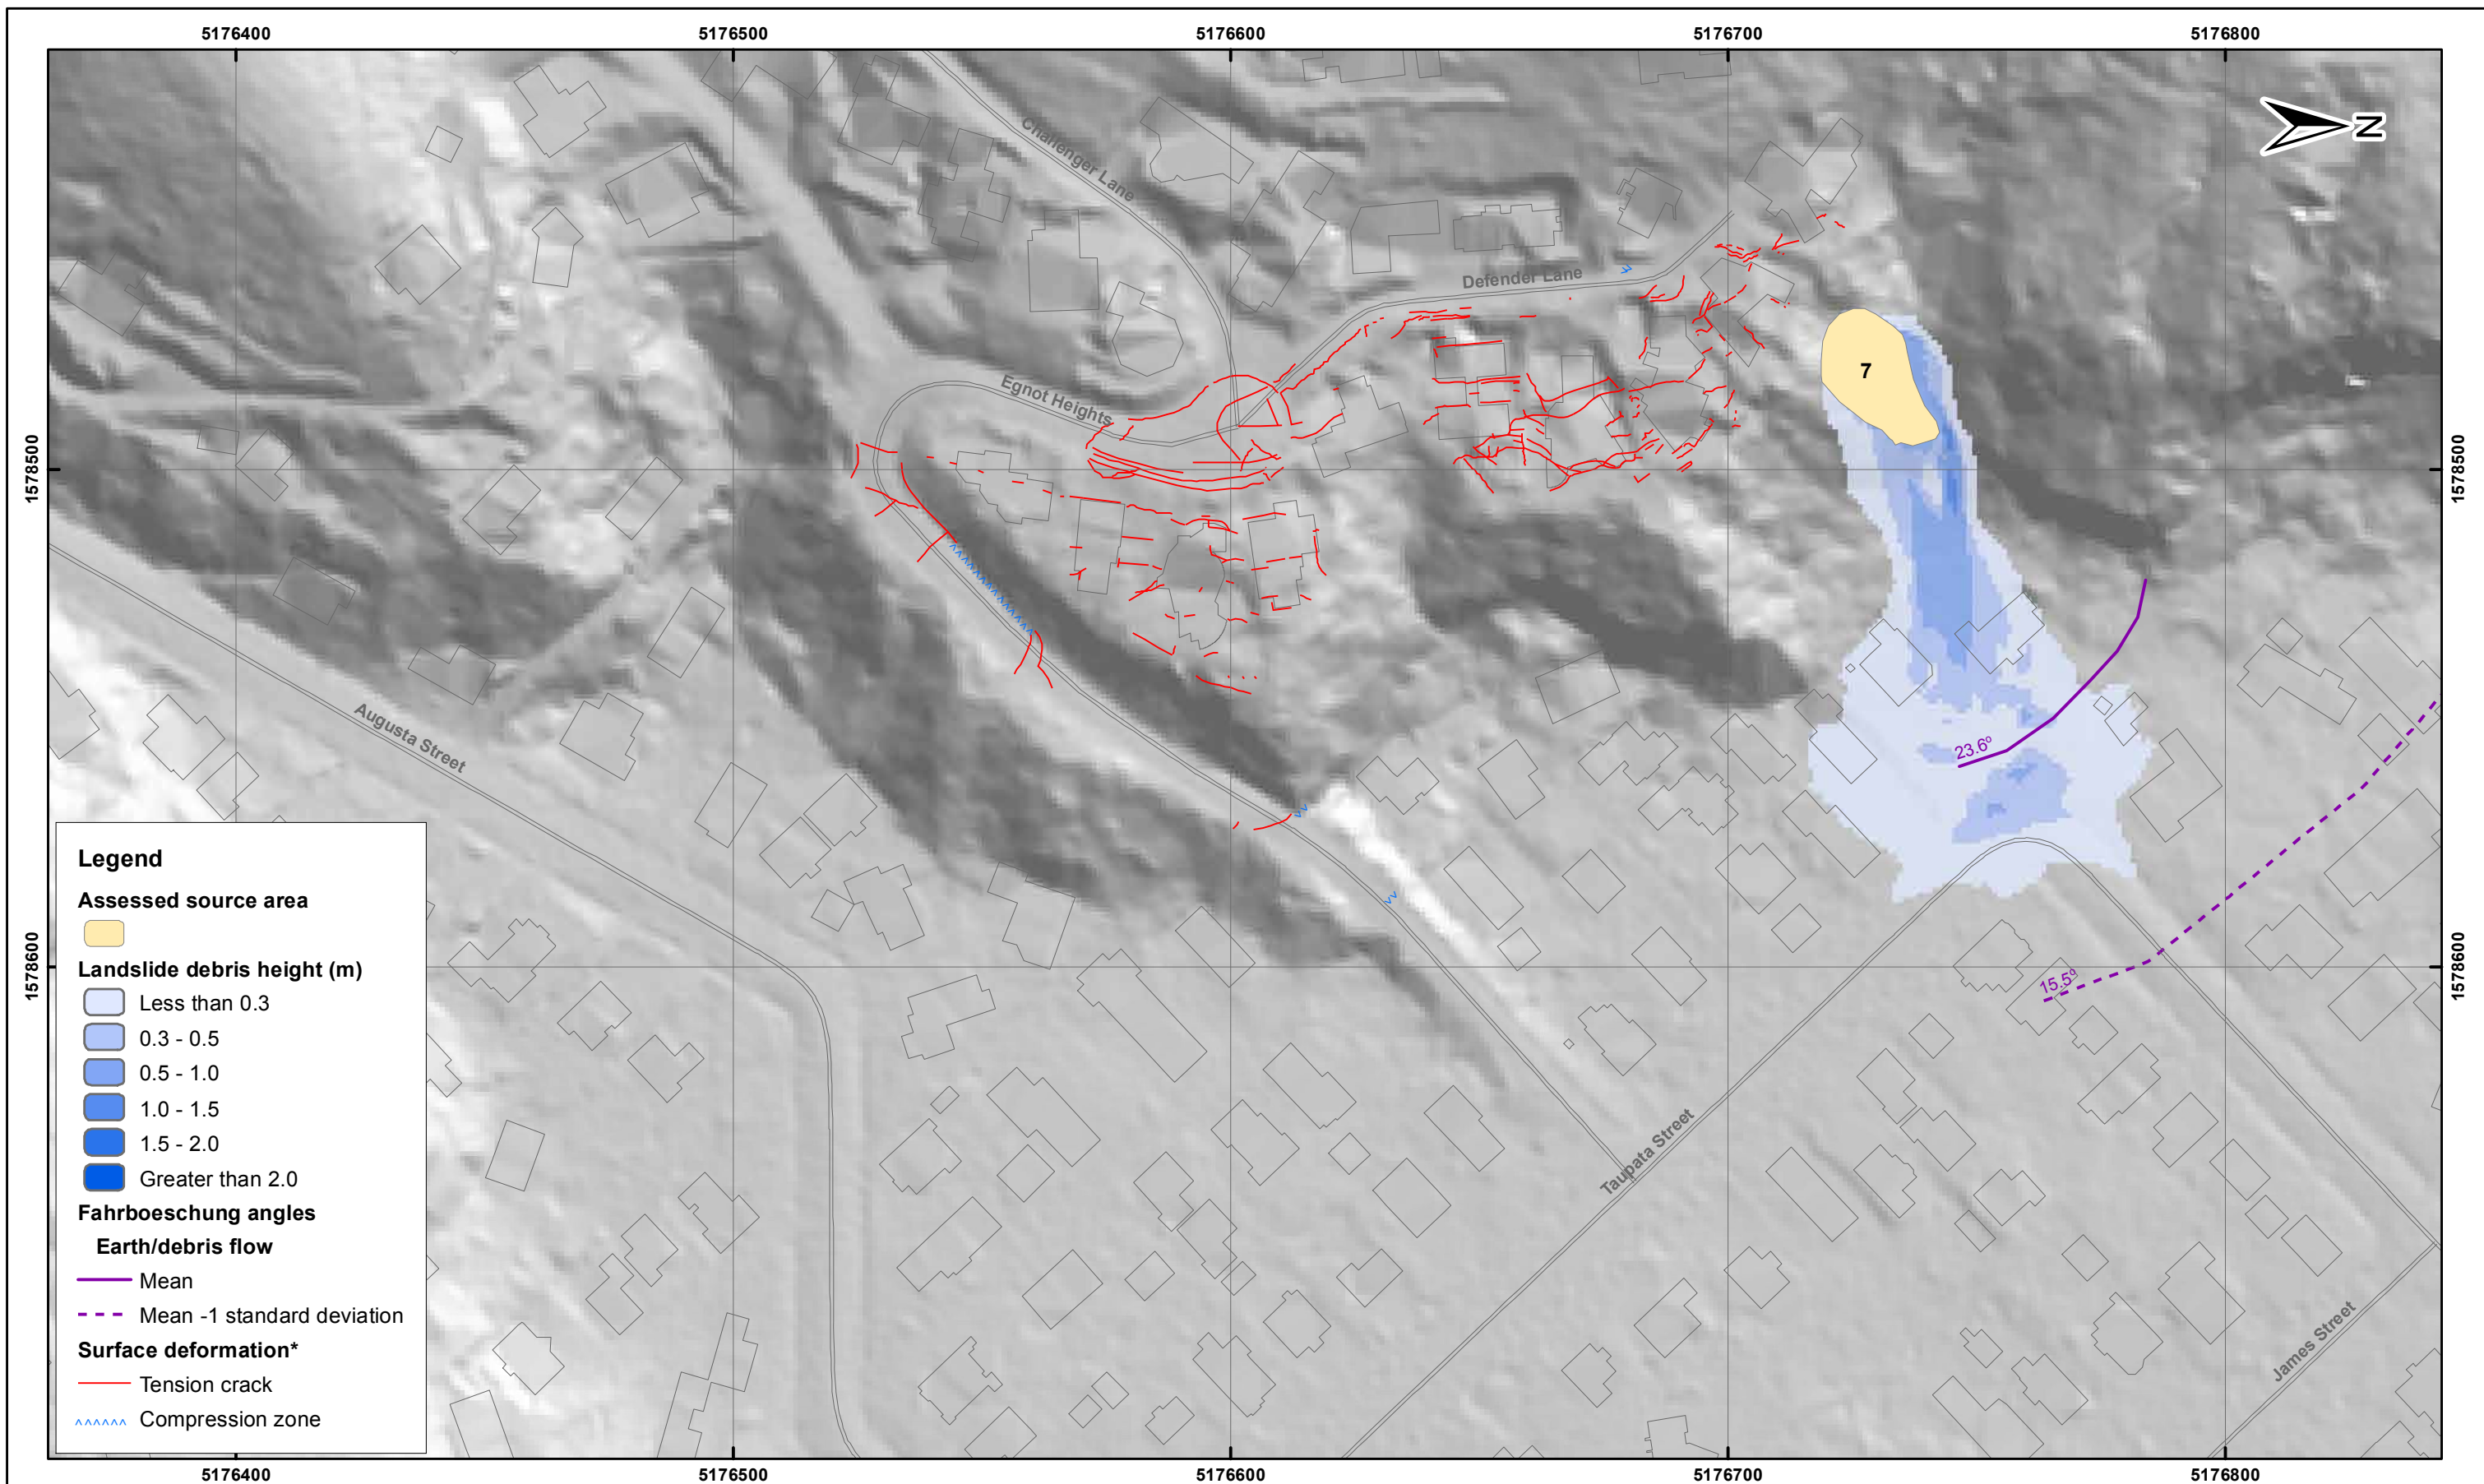 5176400 5176500 5176600 5176700 5176800
N
Challenger Lane
Defender Lane
7
Egnot Heights
1578500 1578500
Augusta Street
23.6º
15.5º
1578600 1578600
Taupata Street
James Street
Legend
Assessed source area
Landslide debris height (m)
Less than 0.3
0.3 - 0.5
0.5 - 1.0
1.0 - 1.5
1.5 - 2.0
Greater than 2.0
Fahrboeschung angles
Earth/debris flow
Mean
Mean -1 standard deviation
Surface deformation*
Tension crack
Compression zone
5176400 5176500 5176600 5176700 5176800